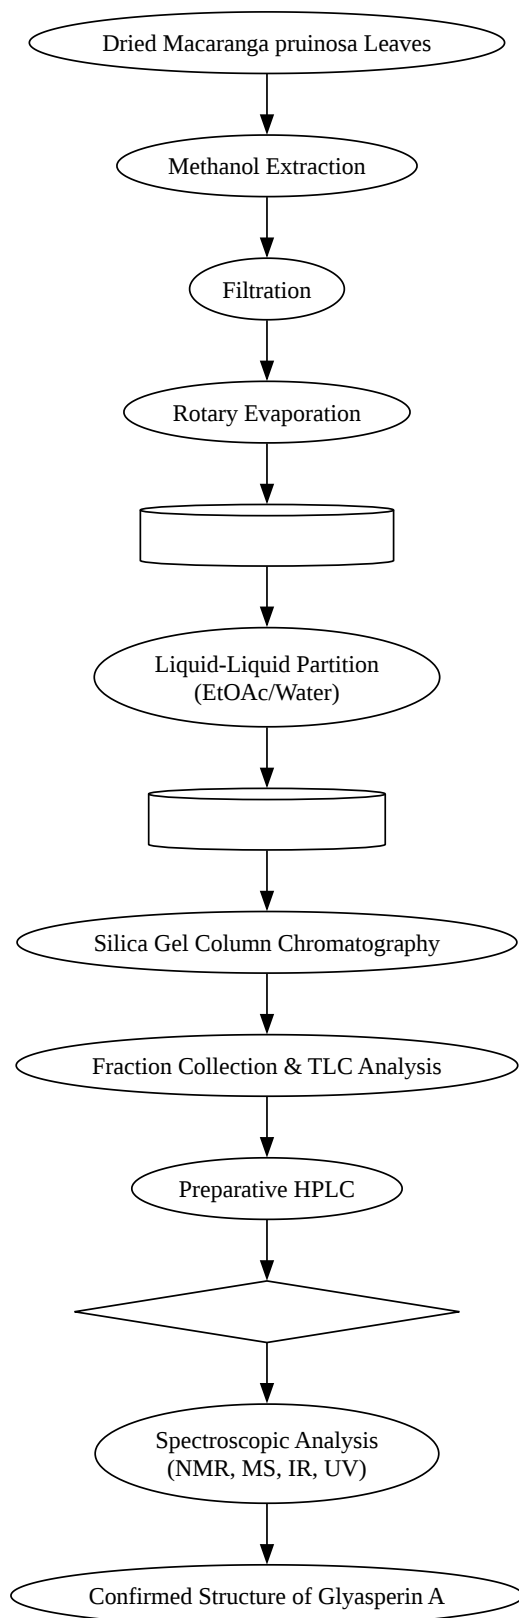 Dried Macaranga pruinosa Leaves
Methanol Extraction
Filtration
Rotary Evaporation
Liquid-Liquid Partition
(EtOAc/Water)
Silica Gel Column Chromatography
Fraction Collection & TLC Analysis
Preparative HPLC
Spectroscopic Analysis
(NMR, MS, IR, UV)
Confirmed Structure of Glyasperin A